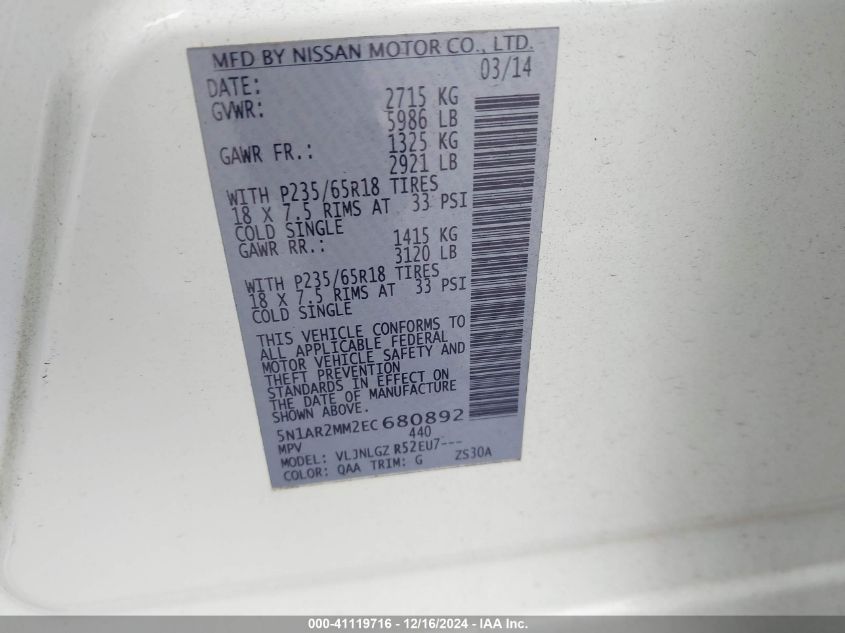 MFD BY NISSAN MOTOR CO., LTD.
DATE: 03/14
GVWR: 2715 KG
5986 LB
GAWR FR.: 1325 KG
2921 LB
WITH P235/65R18 TIRES
18 X 7.5 RIMS AT 33 PSI
COLD SINGLE
GAWR RR.: 1415 KG
3120 LB
WITH P235/65R18 TIRES
18 X 7.5 RIMS AT 33 PSI
COLD SINGLE
THIS VEHICLE CONFORMS TO
ALL APPLICABLE FEDERAL
MOTOR VEHICLE SAFETY AND
THEFT PREVENTION
STANDARDS IN EFFECT ON
THE DATE OF MANUFACTURE
SHOWN ABOVE.
5N1AR2MM2EC680892
MPV 440
MODEL: VLJNLGZ R52EU7--- 
COLOR: QAA TRIM: G ZS30A
000-41119716 - 12/16/2024 - IAA Inc.